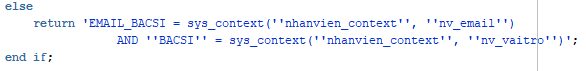 else
return 'EMAIL_BACSI = sys_context(''nhanvien_context'', ''nv_email'')
AND ''BACSI'' = sys_context(''nhanvien_context'', ''nv_vaitro'')';
end if;